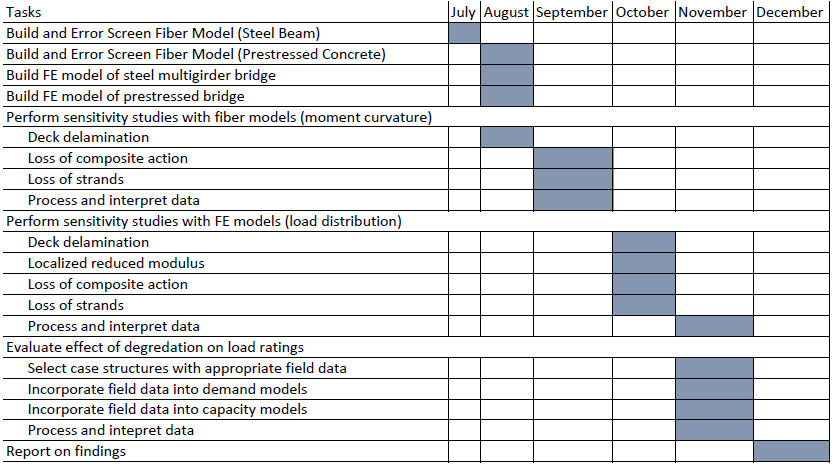 Tasks July August September October November December
Build and Error Screen Fiber Model (Steel Beam)
Build and Error Screen Fiber Model (Prestressed Concrete)
Build FE model of steel multigirder bridge
Build FE model of prestressed bridge
Perform sensitivity studies with fiber models (moment curvature)
Deck delamination
Loss of composite action
Loss of strands
Process and interpret data
Perform sensitivity studies with FE models (load distribution)
Deck delamination
Localized reduced modulus
Loss of composite action
Loss of strands
Process and interpret data
Evaluate effect of degredation on load ratings
Select case structures with appropriate field data
Incorporate field data into demand models
Incorporate field data into capacity models
Process and intepret data
Report on findings